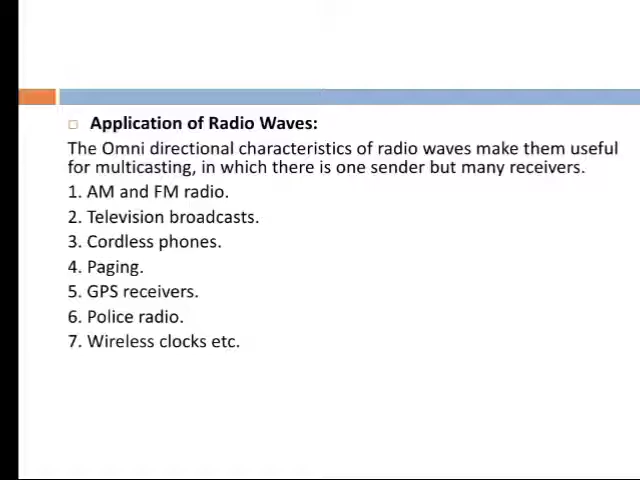 Application of Radio Waves:
The Omni directional characteristics of radio waves make them useful
for multicasting, in which there is one sender but many receivers.
1. AM and FM radio.
2. Television broadcasts.
3. Cordless phones.
4. Paging.
5. GPS receivers.
6. Police radio.
7. Wireless clocks etc.